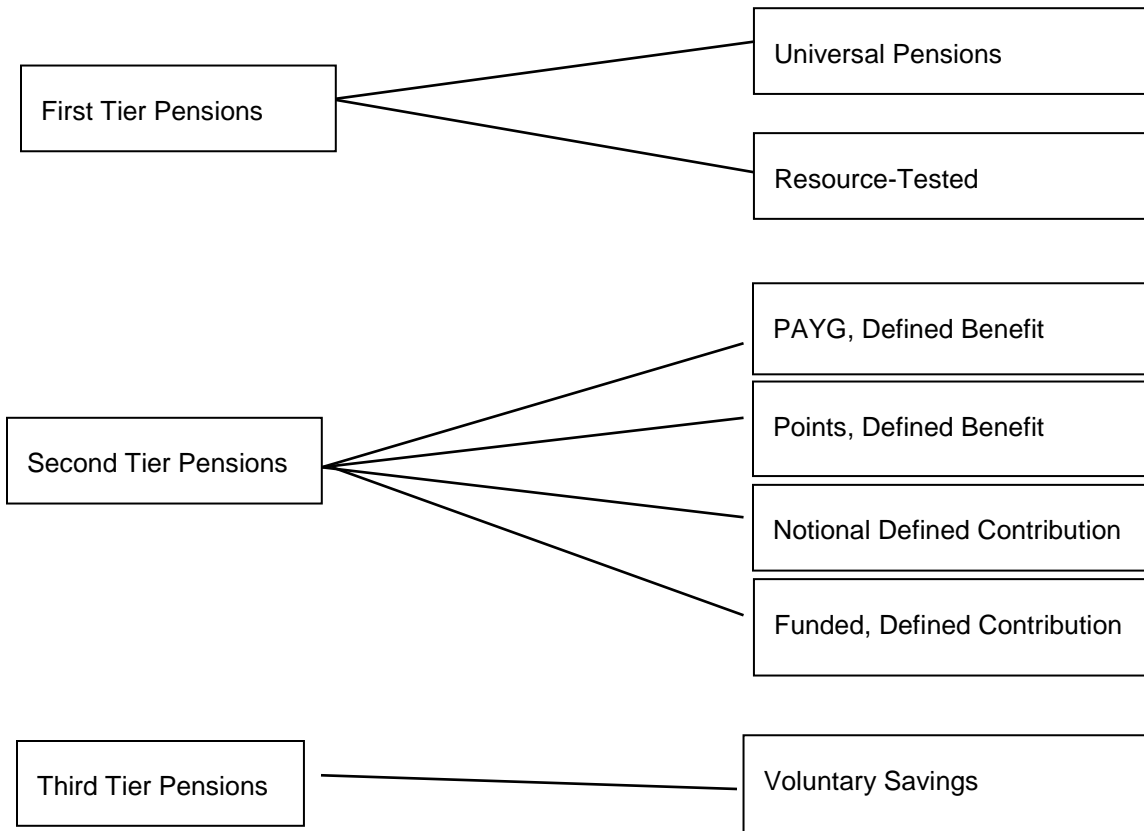 First Tier Pensions
Universal Pensions
Resource-Tested
Second Tier Pensions
PAYG, Defined Benefit
Points, Defined Benefit
Notional Defined Contribution
Funded, Defined Contribution
Third Tier Pensions
Voluntary Savings